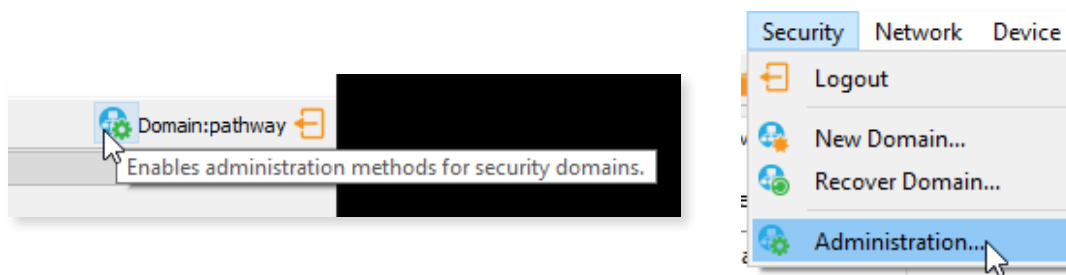 Domain:pathway
Enables administration methods for security domains.
Security Network Device
Logout
New Domain...
Recover Domain...
Administration...